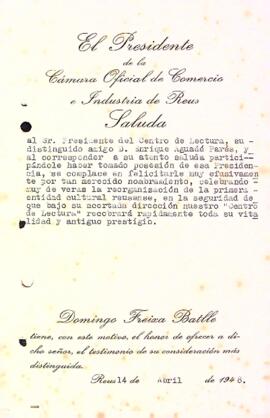 El Presidente
de la
Cámara Oficial de Comercio
e Industria de Reus
Saluda
al Sr. Presidente del Centro de Lectura, su
distinguido amigo D. Enrique Aguadé Parés, y
al corresponder a su atento saluda partici-
pándole haber tomado posesión de esa Presiden-
cia, se complace en felicitarle muy efusivamen-
te por tan merecido nombramiento, celebrando
muy de veras la reorganización de la primera
entidad cultural reusense, en la seguridad de
que bajo su acertada dirección nuestro "Centro
de Lectura" recobrará rapidamente toda su vita
lidad y antiguo prestigio.
Domingo Freixa Batlle
tiene, con este motivo, el honor de ofrecer a di-
cho señor, el testimonio de su consideración más
distinguida.
Reus 14 de Abril de 1948.